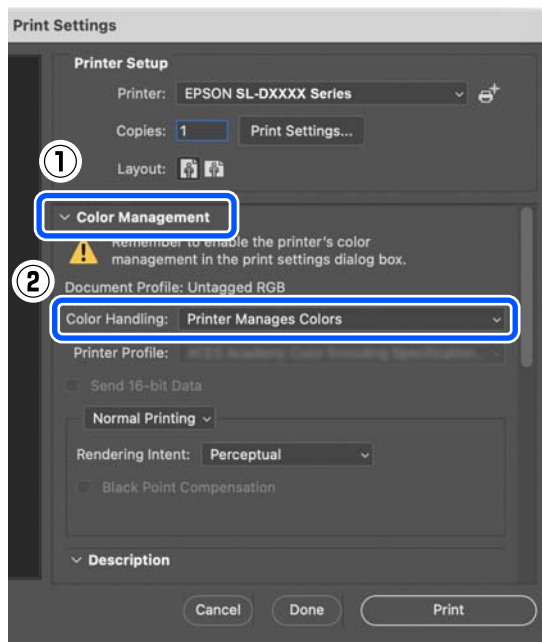 Print Settings
Printer Setup
Printer: EPSON SL-DXXXX Series
Copies: 1 Print Settings...
①
Layout:
Color Management
Remember to enable the printer's color
management in the print settings dialog box.
②
Document Profile: Untagged RGB
Color Handling: Printer Manages Colors
Printer Profile:
Send 16-bit Data
Normal Printing
Rendering Intent: Perceptual
Black Point Compensation
Description
Cancel Done Print